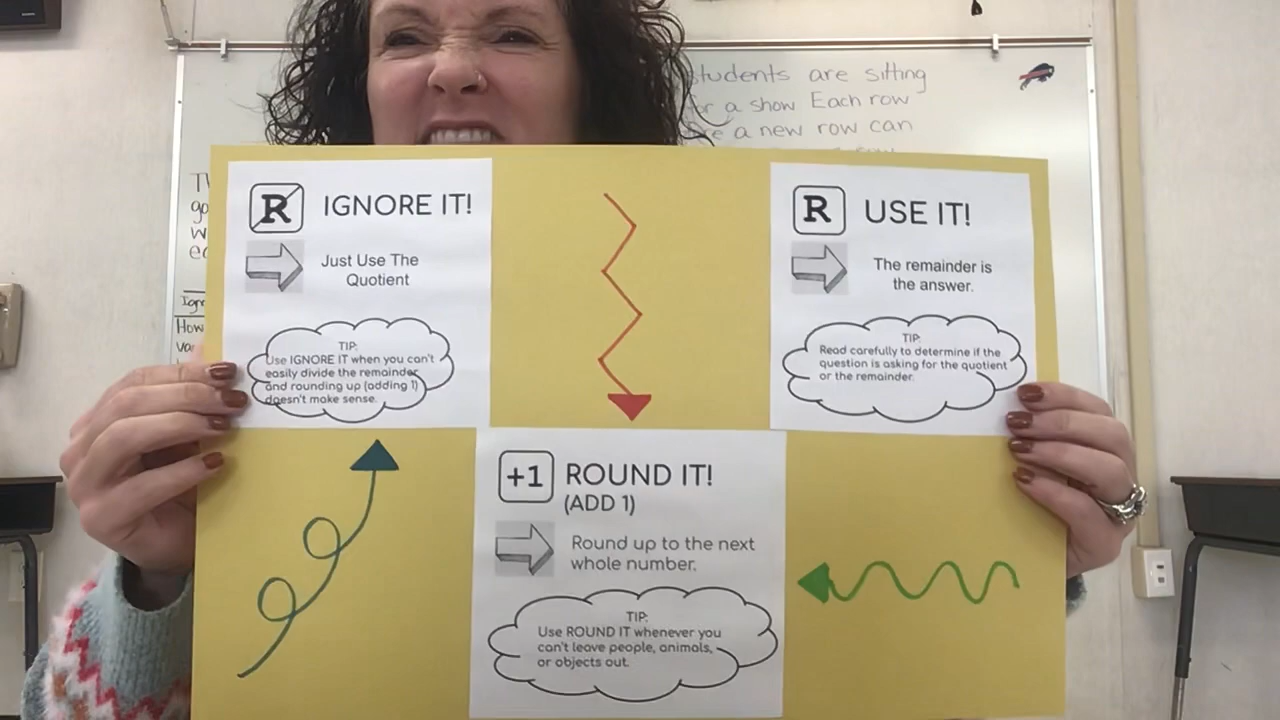 students are sitting
for a show Each row
a new row can
R IGNORE IT!
Just Use The
Quotient
TIP:
Use IGNORE IT when you can't
easily divide the remainder
and rounding up (adding 1)
doesn't make sense.
R USE IT!
The remainder is
the answer.
TIP:
Read carefully to determine if the
question is asking for the quotient
or the remainder.
+1 ROUND IT!
(ADD 1)
Round up to the next
whole number.
TIP:
Use ROUND IT whenever you
can't leave people, animals,
or objects out.
How